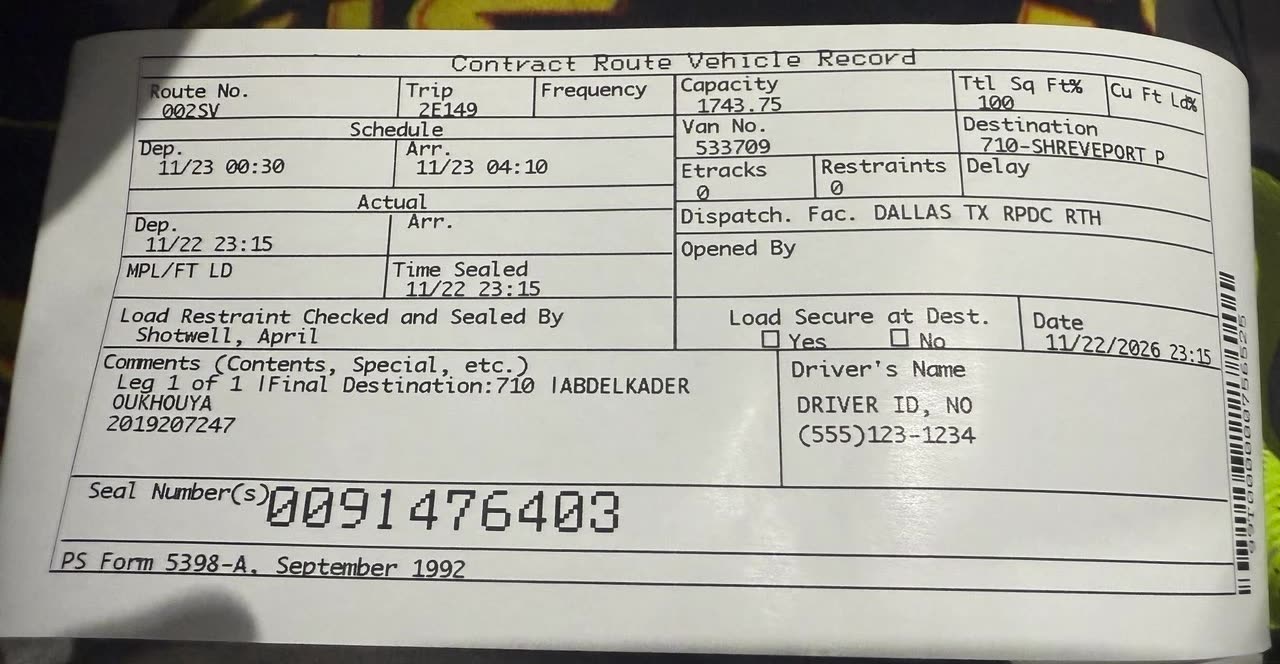 Contract Route Vehicle Record
Route No.
002SV
Trip
2E149
Frequency
Capacity
1743.75
Ttl Sq Ft%
100
Cu Ft Ld%
Schedule
Van No.
533709
Destination
710-SHREVEPORT P
Dep.
11/23 00:30
Arr.
11/23 04:10
Etracks
0
Restraints
0
Delay
Actual
Dispatch. Fac. DALLAS TX RPDC RTH
Dep.
11/22 23:15
Arr.
Opened By
MPL/FT LD
Time Sealed
11/22 23:15
Load Restraint Checked and Sealed By
Shotwell, April
Load Secure at Dest.
Yes
No
Date
11/22/2026 23:15
Comments (Contents, Special, etc.)
Leg 1 of 1 |Final Destination:710 |ABDELKADER
OUKHOUYA
2019207247
Driver's Name
DRIVER ID, NO
(555)123-1234
Seal Number(s)
0091476403
PS Form 5398-A, September 1992